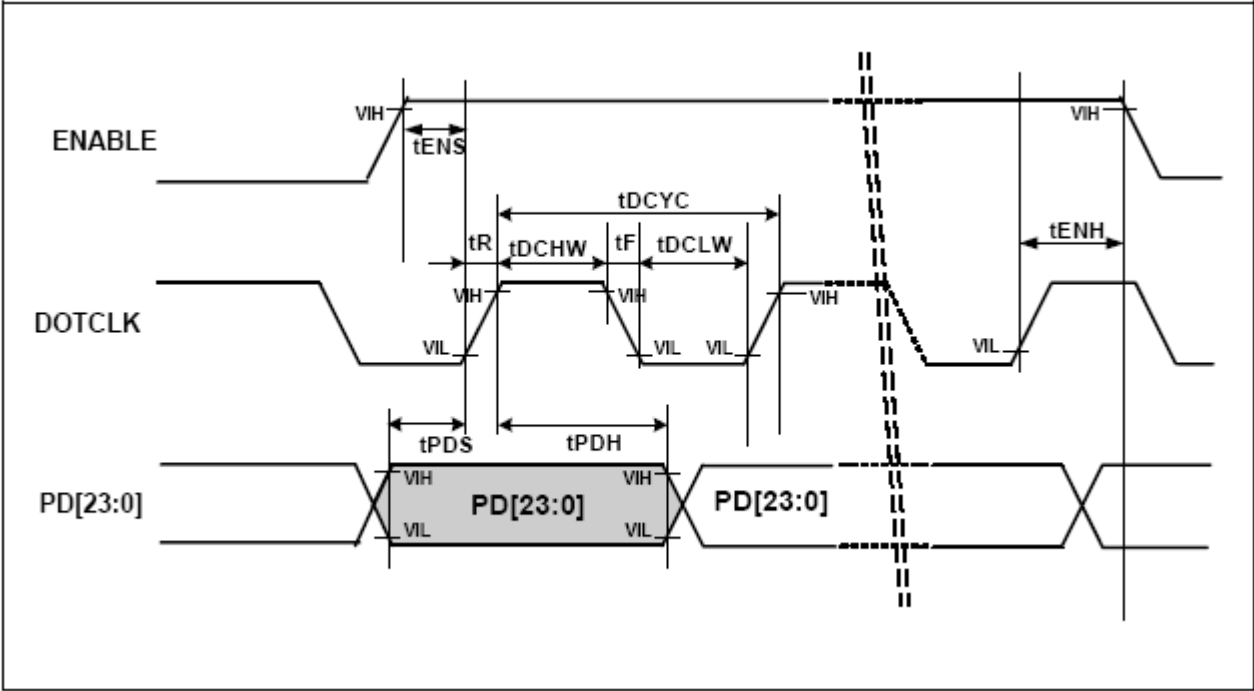 VIH VIH
ENABLE
tENS
tDCYC
tENH
tR tDCHW tF tDCLW
VIH VIH VIH
DOTCLK
VIL VIL VIL VIL
tPDS tPDH
VIH VIH
PD[23:0] PD[23:0] PD[23:0]
VIL VIL